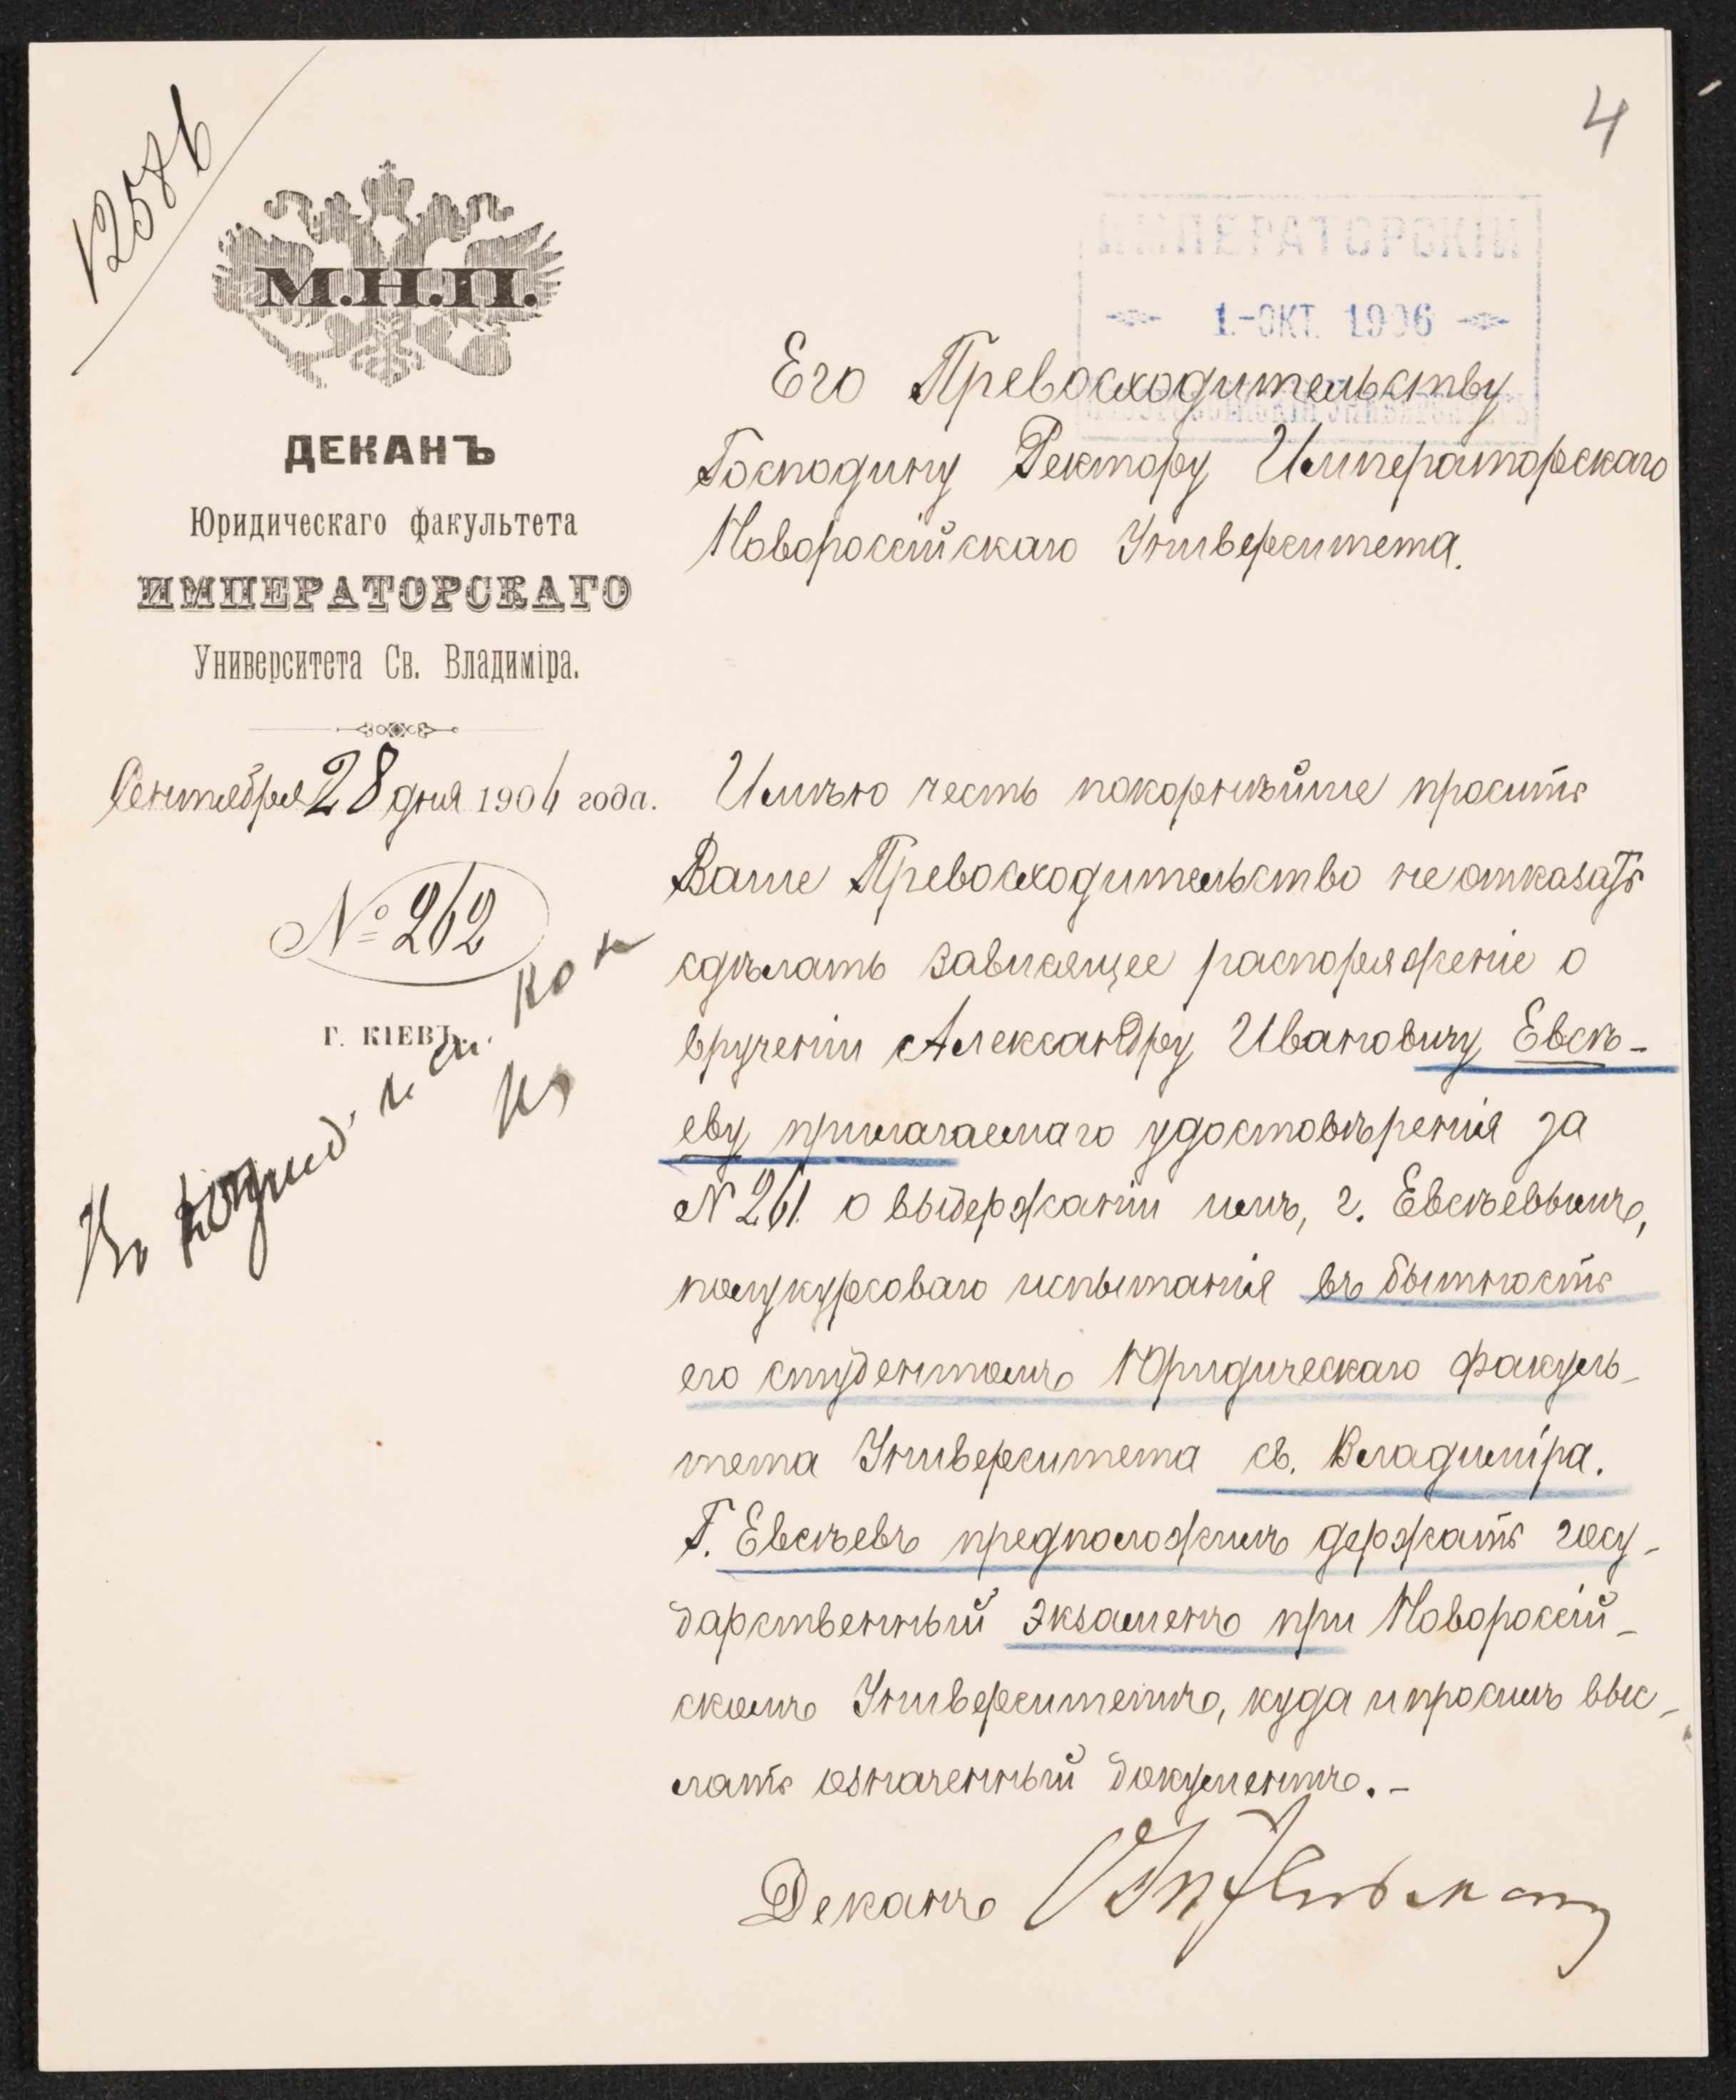 4
12586
М.Н.П.
ДЕКАНЪ
Юридическаго факультета
ИМПЕРАТОРСКАГО
Университета Св. Владиміра.
Сентября 28 дня 1906 года.
№ 262
Г. КІЕВЪ.
ИМПЕРАТОРСКІЙ
1.-ОКТ. 1906
Его Превосходительству
Господину Ректору Императорскаго
Новороссійскаго Университета.
Имѣю честь покорнѣйше просить
Ваше Превосходительство не отказать
сдѣлать зависящее распоряженіе о
врученіи Александру Ивановичу Евсѣ-
еву прилагаемаго удостовѣренія за
№ 261. о выдержаніи имъ, г. Евсѣевымъ,
полукурсоваго испытанія въ бытность
его студентомъ Юридическаго факуль-
тета Университета св. Владиміра.
Г. Евсѣевъ предположилъ держать госу-
дарственный экзаменъ при Новороссій-
скомъ Университетѣ, куда и просилъ выс-
лать означенный документъ.-
Деканъ